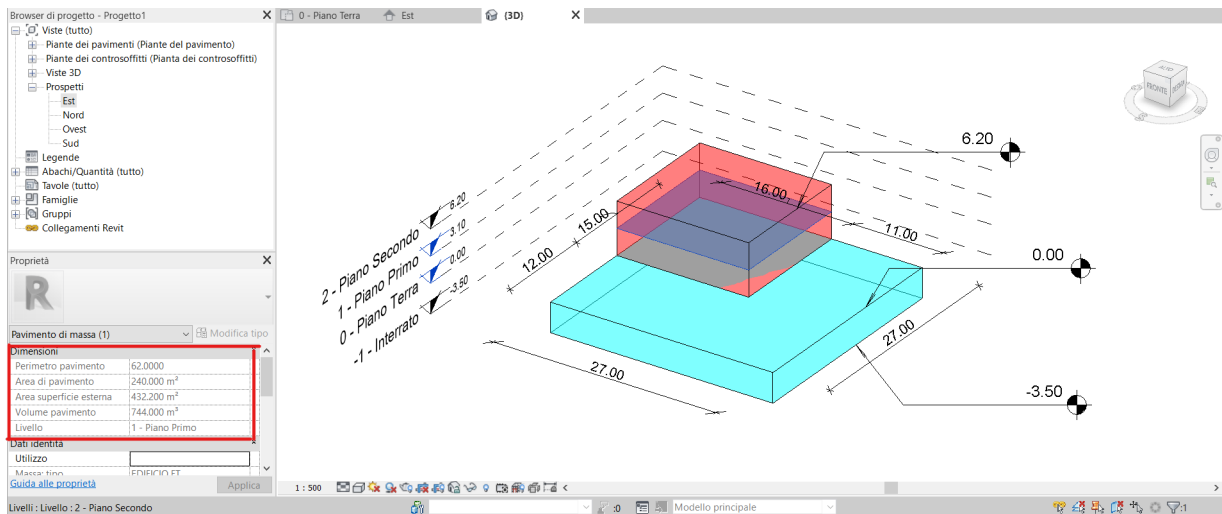 Browser di progetto - Progetto1
Viste (tutto)
Piante dei pavimenti (Piante del pavimento)
Piante dei controsoffitti (Pianta dei controsoffitti)
Viste 3D
Prospetti
Est
Nord
Ovest
Sud
Legende
Abachi/Quantità (tutto)
Tavole (tutto)
Famiglie
Gruppi
Collegamenti Revit
Proprietà
R
Pavimento di massa (1)
Modifica tipo
Dimensioni
Perimetro pavimento 62.0000
Area di pavimento 240.000 m²
Area superficie esterna 432.200 m²
Volume pavimento 744.000 m³
Livello 1 - Piano Primo
Dati identità
Utilizzo
Massa: tipo EDIFICIO FT
Guida alle proprietà
Applica
0 - Piano Terra
Est
(3D)
FRONTE
6.20
16.00
15.00
11.00
12.00
0.00
27.00
27.00
-3.50
2 - Piano Secondo 6.20
1 - Piano Primo 3.10
0 - Piano Terra 0.00
-1 - Interrato -3.50
1 : 500
Livelli : Livello : 2 - Piano Secondo
:0
Modello principale
:1